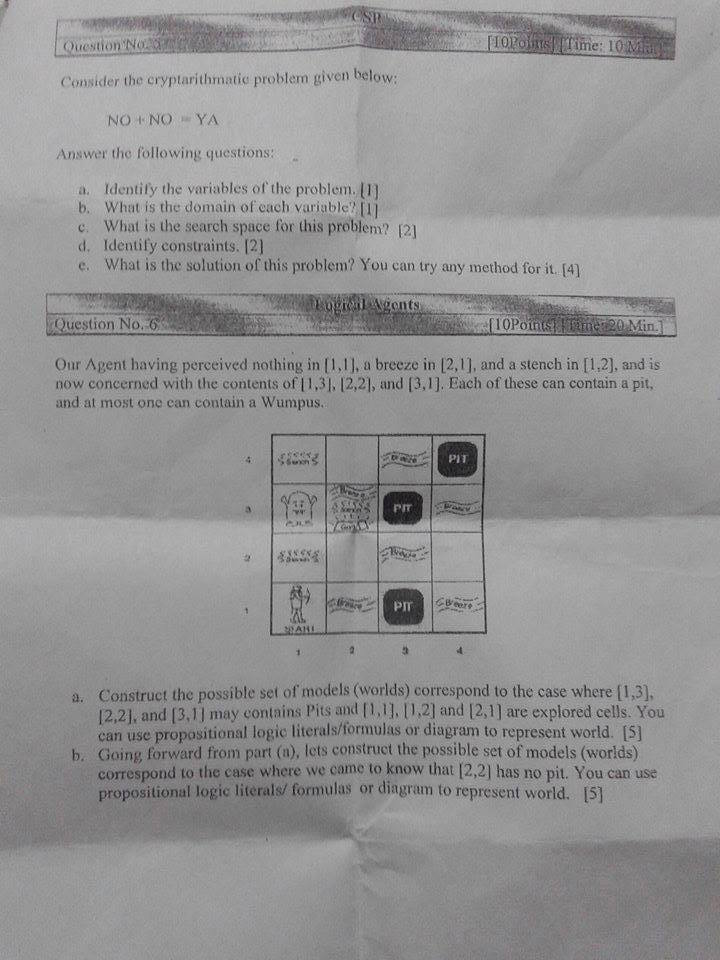 CSP
Question No. 5 [10Points] [Time: 10 Min.]
Consider the cryptarithmatic problem given below:
NO + NO = YA
Answer the following questions:
a. Identify the variables of the problem. [1]
b. What is the domain of each variable? [1]
c. What is the search space for this problem? [2]
d. Identify constraints. [2]
e. What is the solution of this problem? You can try any method for it. [4]
Logical Agents
Question No. 6 [10Points] [Time: 20 Min.]
Our Agent having perceived nothing in [1,1], a breeze in [2,1], and a stench in [1,2], and is
now concerned with the contents of [1,3], [2,2], and [3,1]. Each of these can contain a pit,
and at most one can contain a Wumpus.
4 Stench Breeze PIT
3 Breeze Stench Gold PIT Breeze
2 Stench Breeze
1 START Breeze PIT Breeze
1 2 3 4
a. Construct the possible set of models (worlds) correspond to the case where [1,3],
[2,2], and [3,1] may contains Pits and [1,1], [1,2] and [2,1] are explored cells. You
can use propositional logic literals/formulas or diagram to represent world. [5]
b. Going forward from part (a), lets construct the possible set of models (worlds)
correspond to the case where we came to know that [2,2] has no pit. You can use
propositional logic literals/ formulas or diagram to represent world. [5]